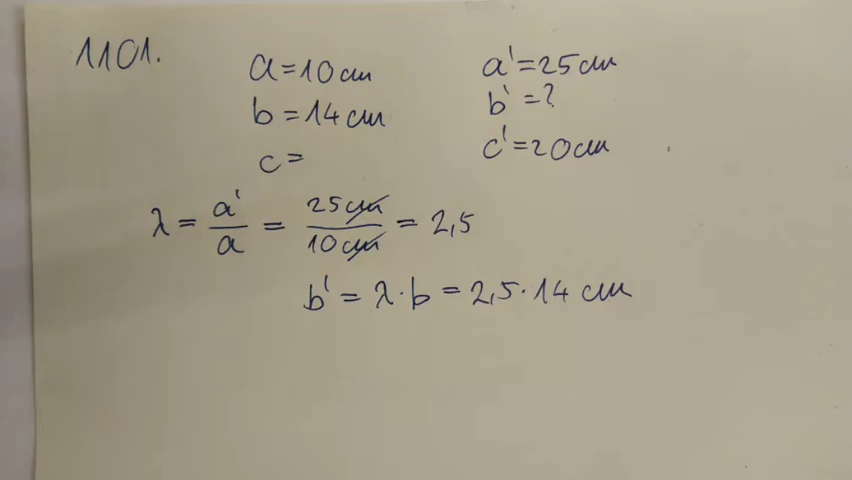 1101.
a = 10 cm a' = 25 cm
b = 14 cm b' = ?
c = c' = 20 cm
λ = a'/a = 25 cm/10 cm = 2,5
b' = λ · b = 2,5 · 14 cm